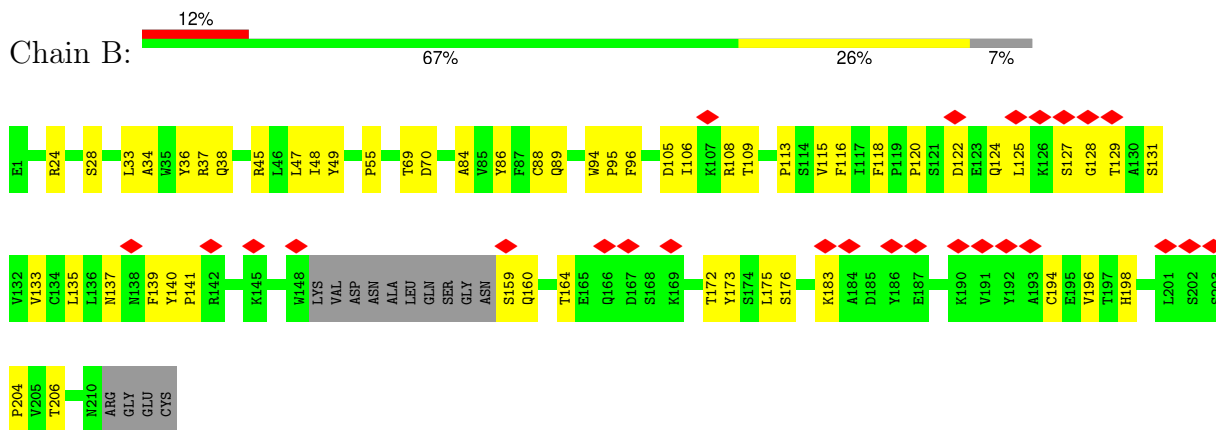 12%
Chain B:
67% 26% 7%
E1 R24 S28 L33 A34 W35 Y36 R37 Q38 R45 L46 L47 I48 Y49 P55 T69 D70 A84 V85 Y86 F87 C88 Q89 W94 P95 F96 D105 I106 K107 R108 T109 P113 S114 V115 F116 I117 F118 P119 P120 S121 D122 E123 Q124 L125 K126 S127 G128 T129 A130 S131
V132 V133 C134 L135 L136 N137 N138 F139 Y140 P141 R142 K145 W148 LYS VAL ASP ASN ALA LEU GLN SER GLY ASN S159 Q160 T164 E165 Q166 D167 S168 K169 T172 Y173 S174 L175 S176 K183 A184 D185 Y186 E187 K190 V191 Y192 A193 C194 E195 V196 T197 H198 L201 S202 S203
P204 V205 T206 N210 ARG GLY GLU CYS